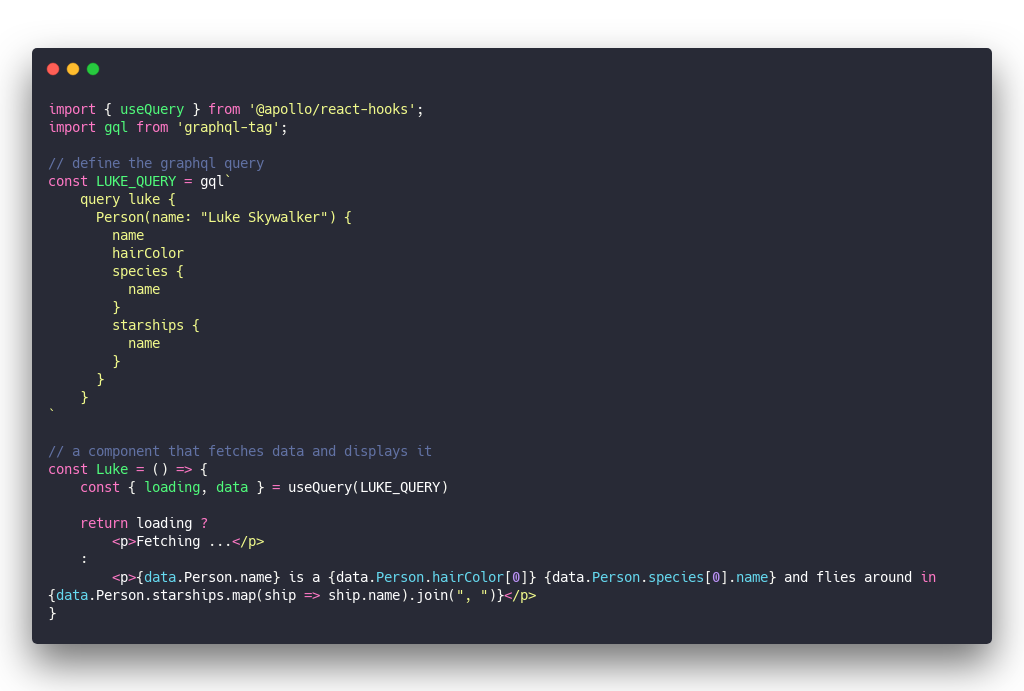 import { useQuery } from '@apollo/react-hooks';
import gql from 'graphql-tag';

// define the graphql query
const LUKE_QUERY = gql`
    query luke {
      Person(name: "Luke Skywalker") {
        name
        hairColor
        species {
          name
        }
        starships {
          name
        }
      }
    }
`

// a component that fetches data and displays it
const Luke = () => {
    const { loading, data } = useQuery(LUKE_QUERY)

    return loading ?
        <p>Fetching ...</p>
    :
        <p>{data.Person.name} is a {data.Person.hairColor[0]} {data.Person.species[0].name} and flies around in
{data.Person.starships.map(ship => ship.name).join(", ")}</p>
}